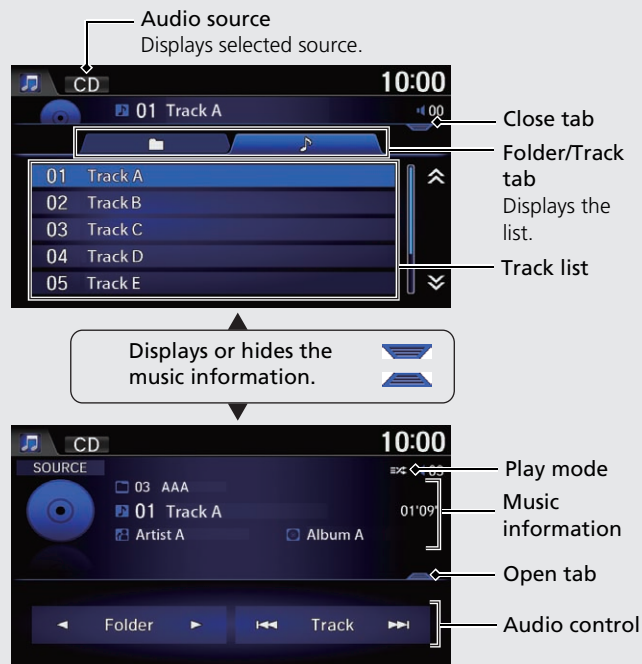 Audio source
Displays selected source.
CD
10:00
01 Track A
00
Close tab
Folder/Track
tab
Displays the
list.
01 Track A
02 Track B
03 Track C
04 Track D
05 Track E
Track list
Displays or hides the
music information.
CD
10:00
SOURCE
03 AAA
Play mode
01 Track A
01'09"
Music
information
Artist A
Album A
Open tab
Folder
Track
Audio control